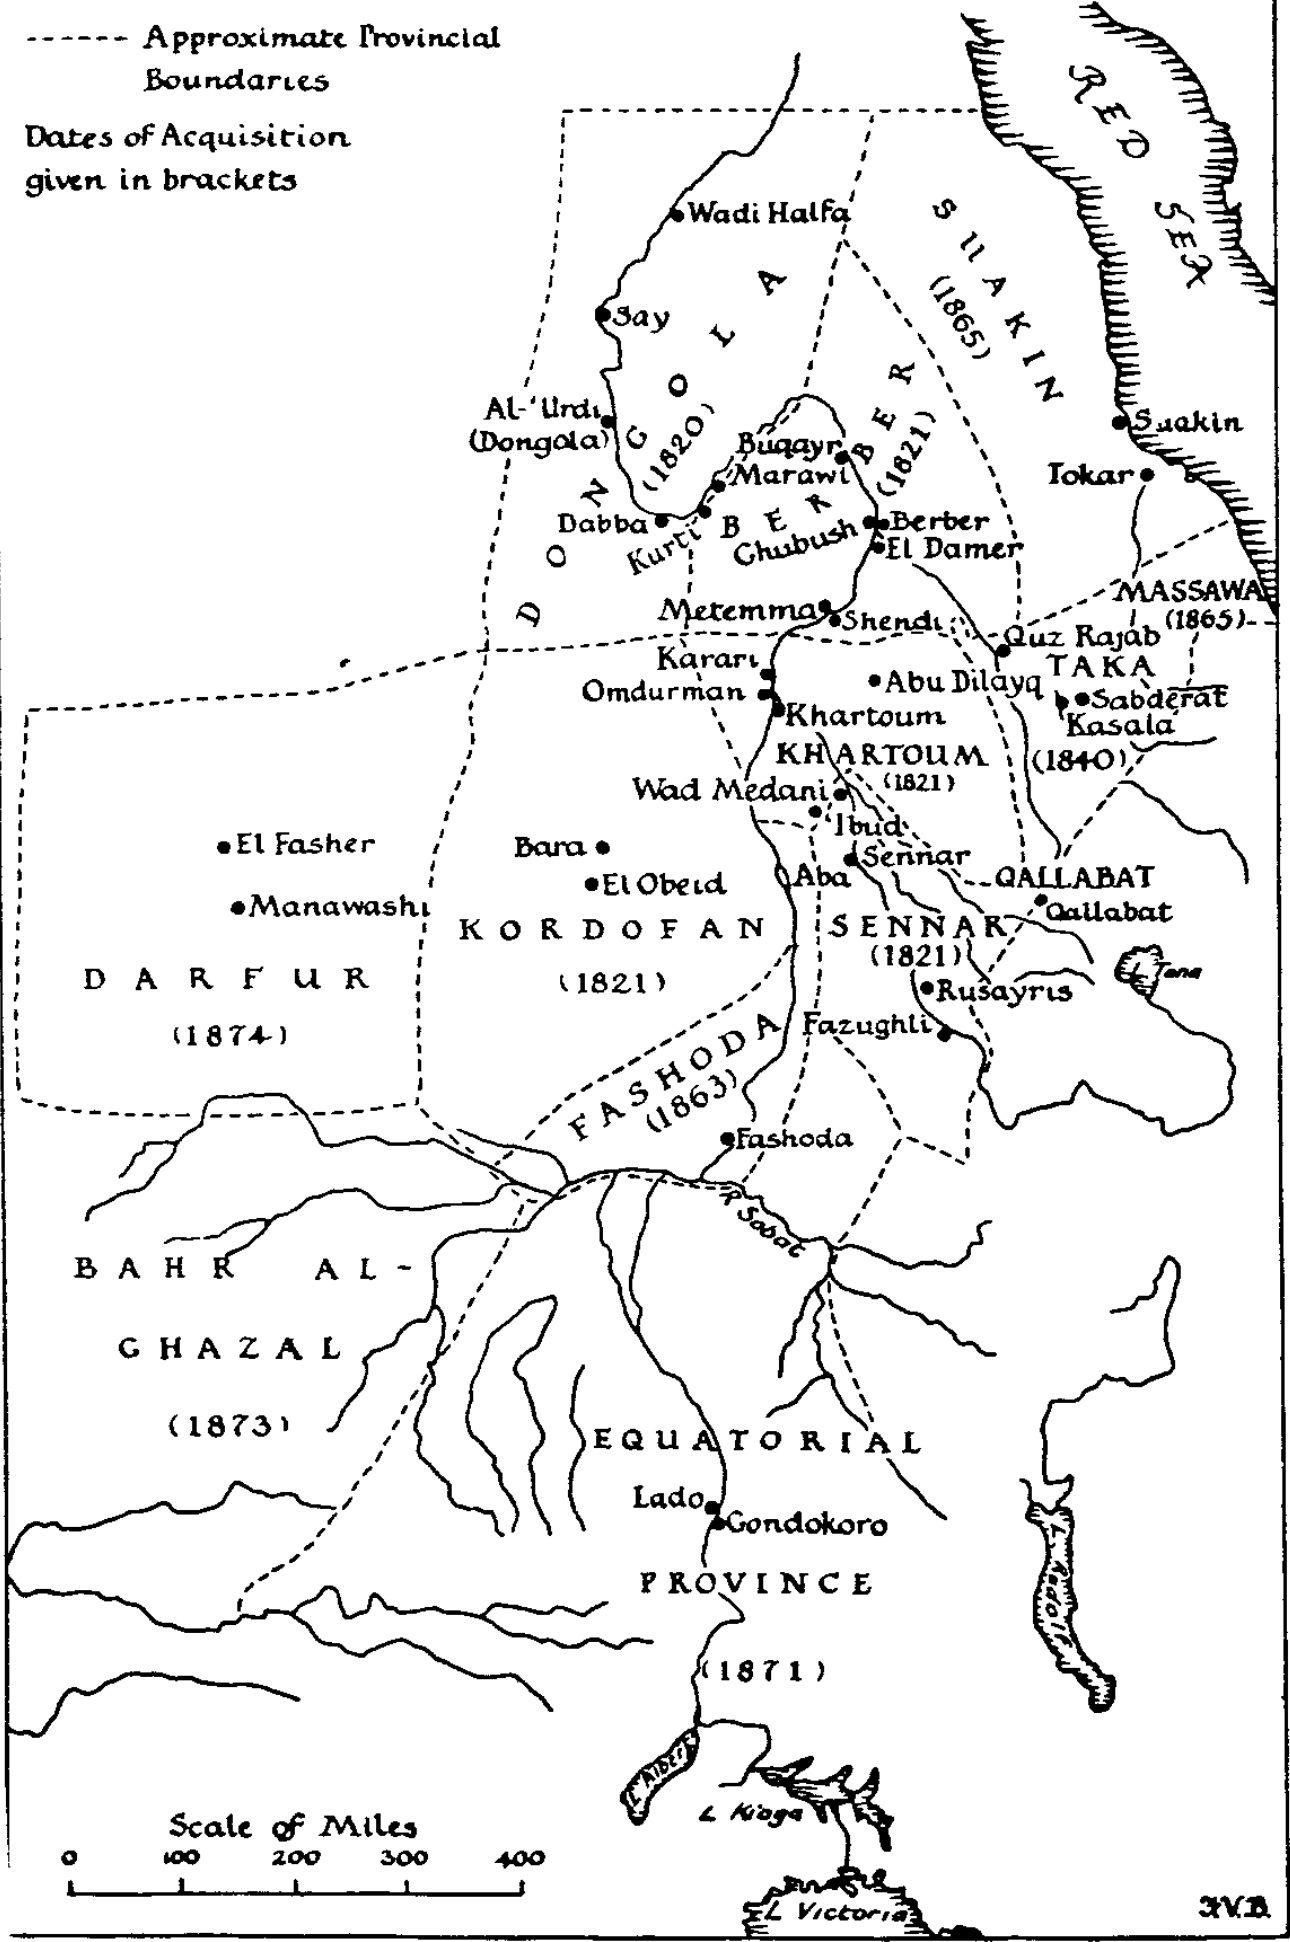 Approximate Provincial
Boundaries
Dates of Acquisition
given in brackets
RED SEA
Wadi Halfa
SUAKIN
(1865)
Say
DONGOLA
(1820)
Al-'Urdi
(Dongola)
BER
(1821)
Suakin
Buqayr
Marawi
Tokar
Dabba
Kurti
BER
Ghubush
Berber
El Damer
MASSAWA
(1865)
Metemma
Shendi
Quz Rajab
TAKA
Karari
Omdurman
Abu Dilayq
Sabderat
Khartoum
Kasala
(1840)
KHARTOUM
(1821)
Wad Medani
'Ibud
El Fasher
Bara
Sennar
El Obeid
Aba
QALLABAT
Manawashi
Qallabat
KORDOFAN
(1821)
SENNAR
(1821)
DARFUR
(1874)
L Tana
Rusayris
Fazughli
FASHODA
(1863)
Fashoda
R Sobat
BAHR AL-
GHAZAL
(1873)
EQUATORIAL
Lado
Gondokoro
PROVINCE
(1871)
L. Rudolf
L Albert
L Kioga
L Victoria
Scale of Miles
0 100 200 300 400